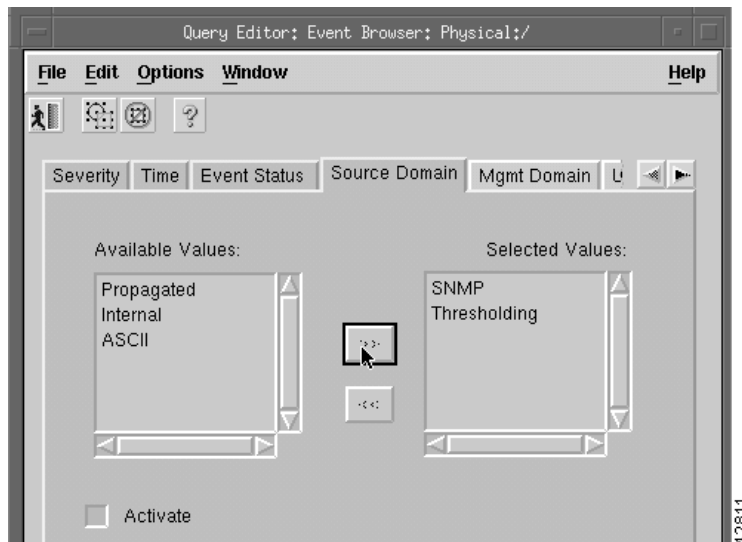 Query Editor: Event Browser: Physical:/
File Edit Options Window Help
Severity Time Event Status Source Domain Mgmt Domain
Available Values: Selected Values:
Propagated SNMP
Internal Thresholding
ASCII
>>
<<
Activate
12811